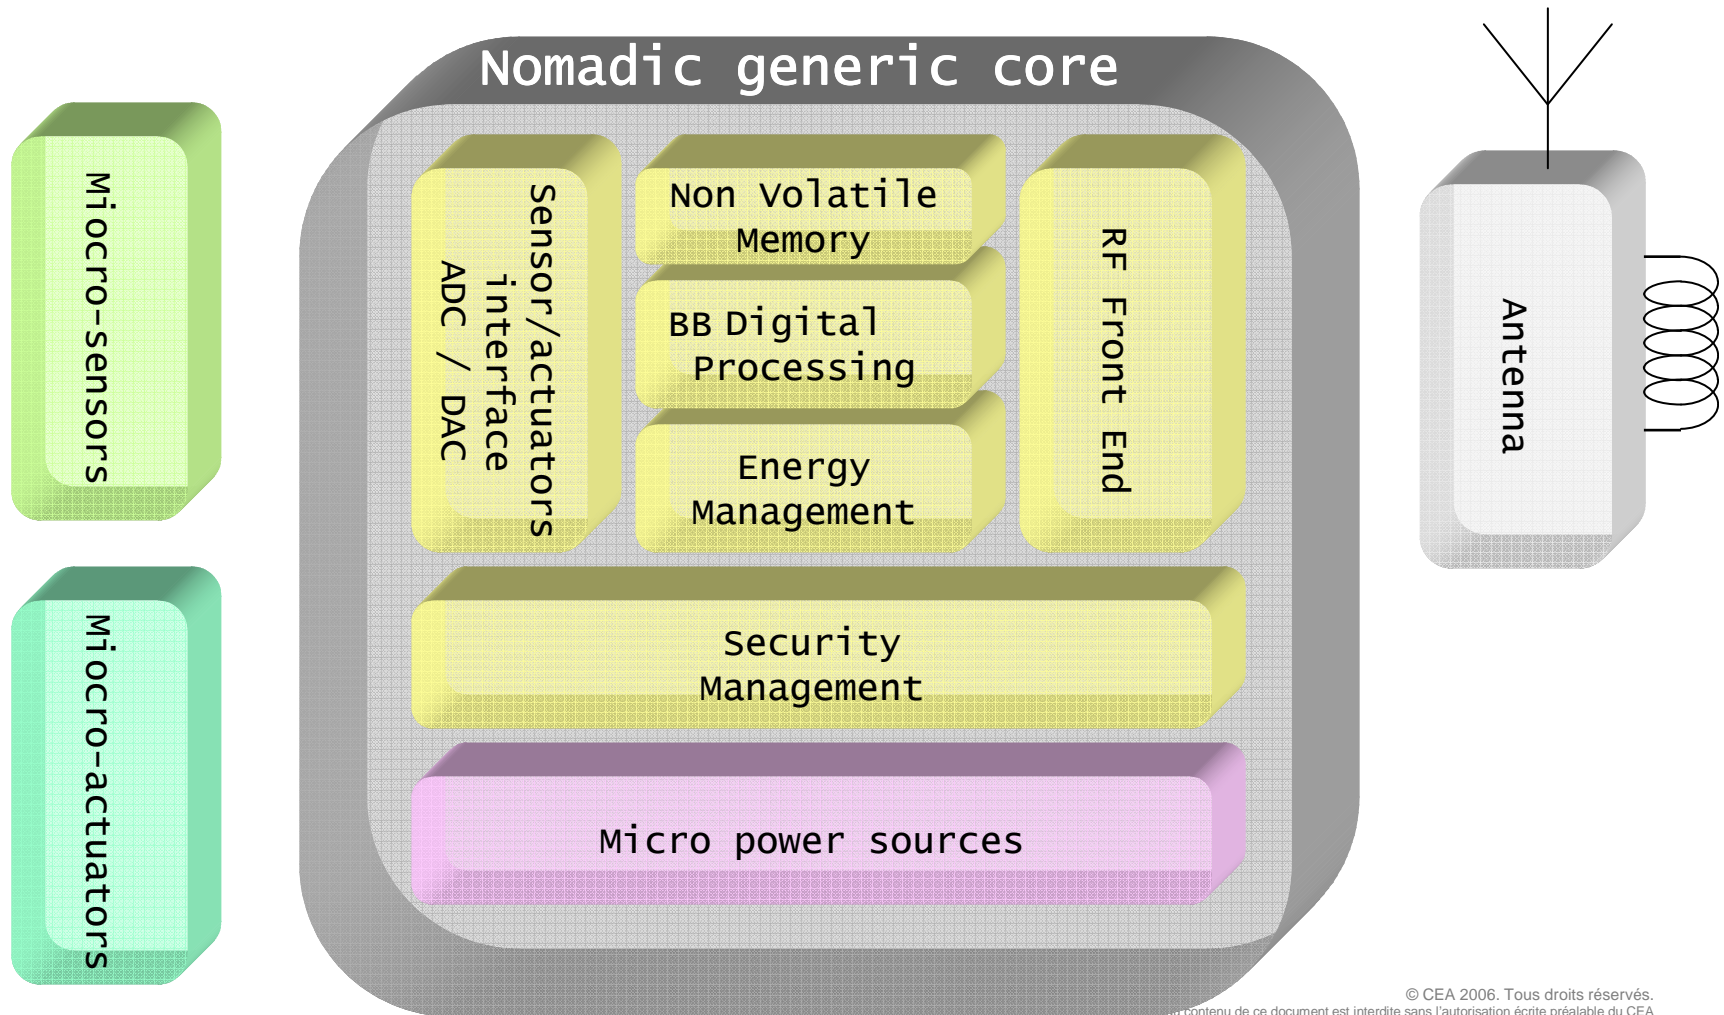 Nomadic generic core
Miocro-sensors
Miocro-actuators
Sensor/actuators
interface
ADC / DAC
Non Volatile
Memory
BB Digital
Processing
Energy
Management
RF Front End
Security
Management
Micro power sources
Antenna
© CEA 2006. Tous droits réservés.
contenu de ce document est interdite sans l'autorisation écrite préalable du CEA